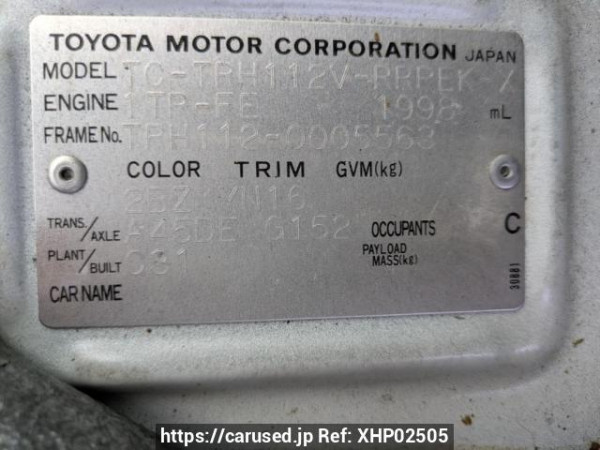 TOYOTA MOTOR CORPORATION JAPAN
MODEL TC-TRH112V-RRPEK-
ENGINE 1TR-FE 1998 mL
FRAME No. TRH112-0005563
COLOR TRIM GVM(kg)
YN16
TRANS./AXLE A45DE G152 OCCUPANTS C
PLANT/BUILT C31 PAYLOAD MASS(kg)
CAR NAME
30881
https://carused.jp Ref: XHP02505